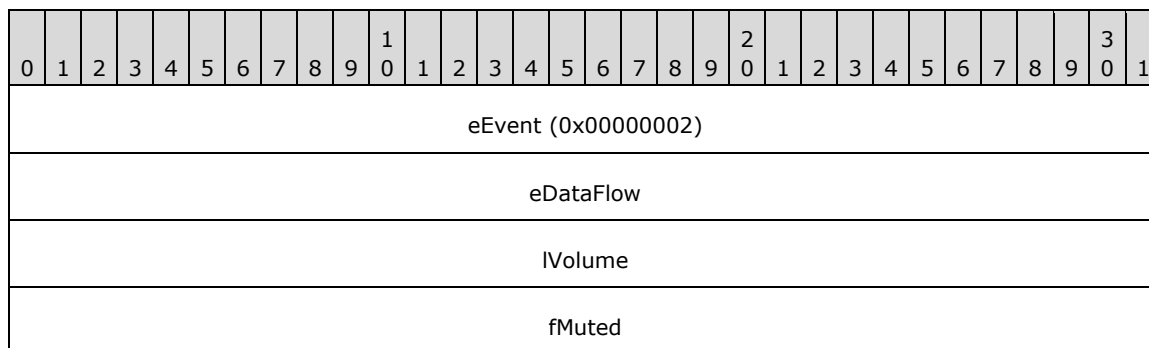 1 2 3
0 1 2 3 4 5 6 7 8 9 0 1 2 3 4 5 6 7 8 9 0 1 2 3 4 5 6 7 8 9 0 1
eEvent (0x00000002)
eDataFlow
lVolume
fMuted